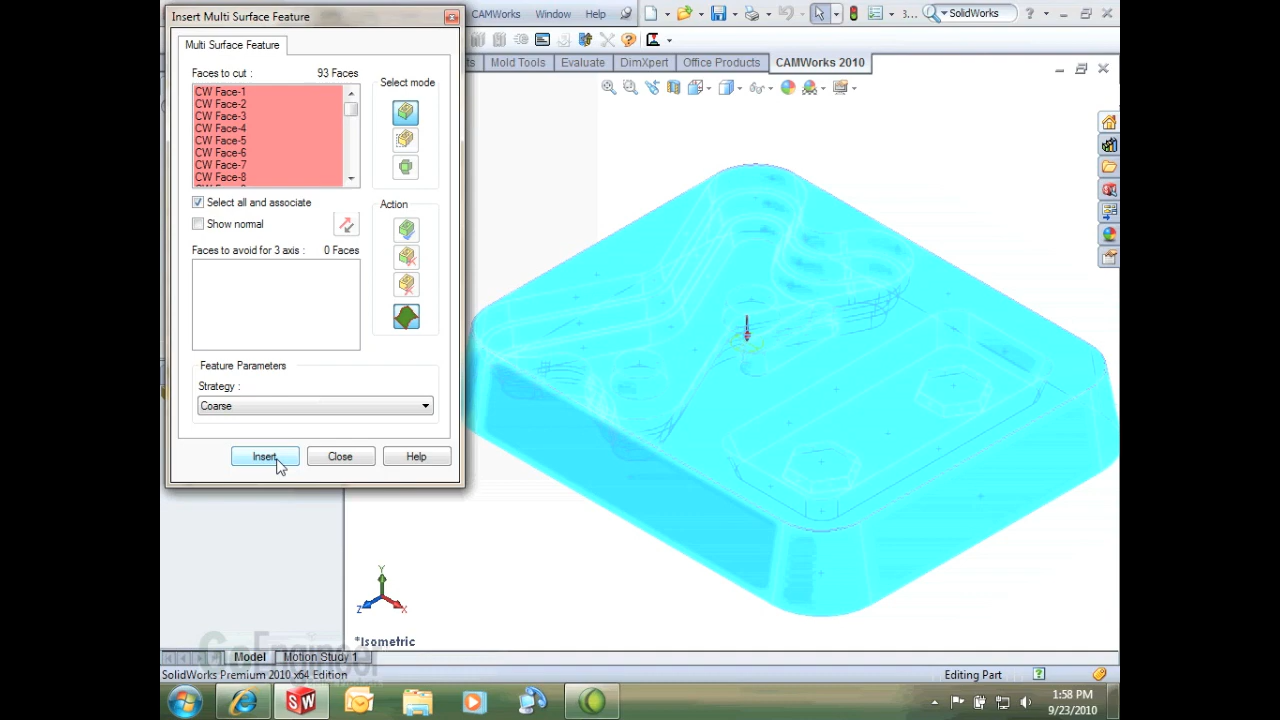 Insert Multi Surface Feature
CAMWorks Window Help
3... SolidWorks
Multi Surface Feature
Mold Tools Evaluate DimXpert Office Products CAMWorks 2010
Faces to cut : 93 Faces
Select mode
CW Face-1
CW Face-2
CW Face-3
CW Face-4
CW Face-5
CW Face-6
CW Face-7
CW Face-8
Select all and associate
Action
Show normal
Faces to avoid for 3 axis : 0 Faces
Feature Parameters
Strategy :
Coarse
Insert Close Help
Y
Z X
*Isometric
GoEngineer
Model Motion Study 1
SolidWorks Premium 2010 x64 Edition Editing Part
1:58 PM
9/23/2010